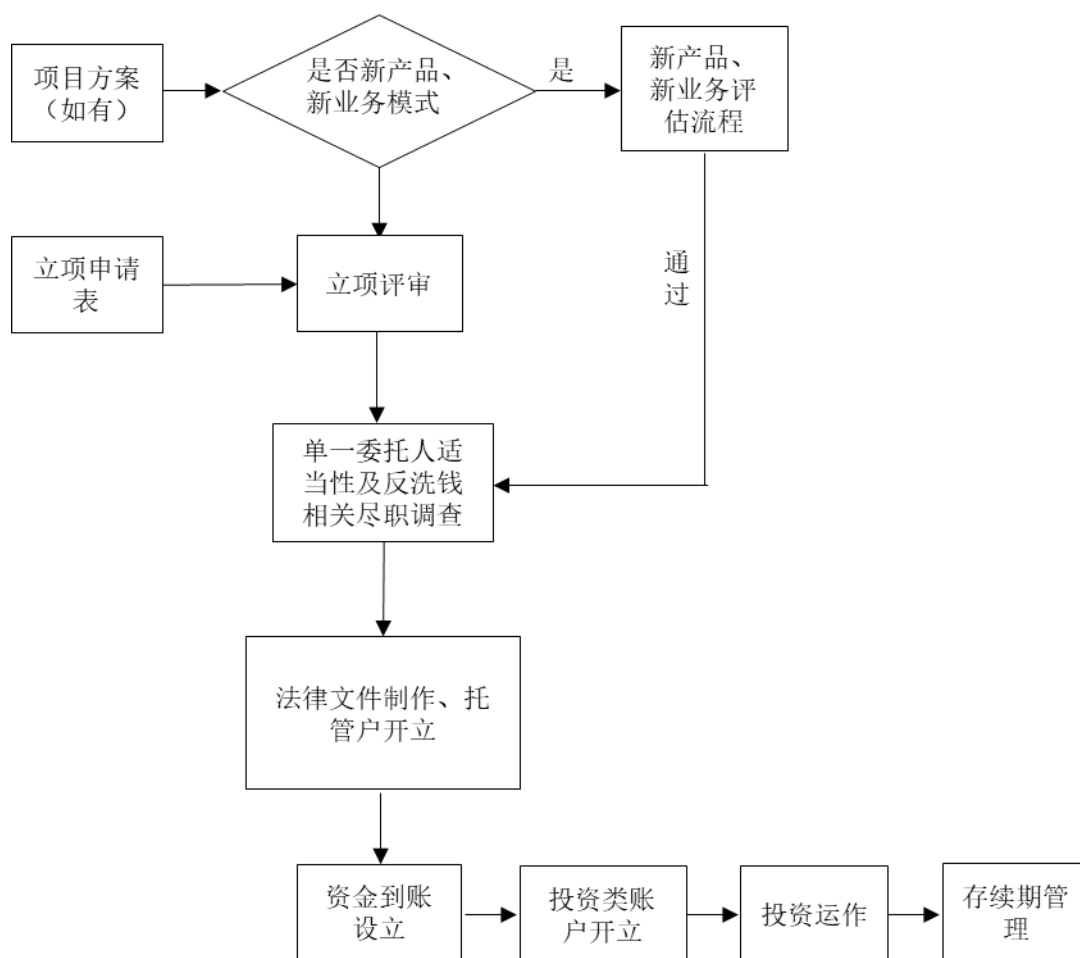 项目方案
（如有）
是否新产品、
新业务模式
是
新产品、
新业务评
估流程
立项申请
表
立项评审
通
过
单一委托人适
当性及反洗钱
相关尽职调查
法律文件制作、托
管户开立
资金到账
设立
投资类账
户开立
投资运作
存续期管
理